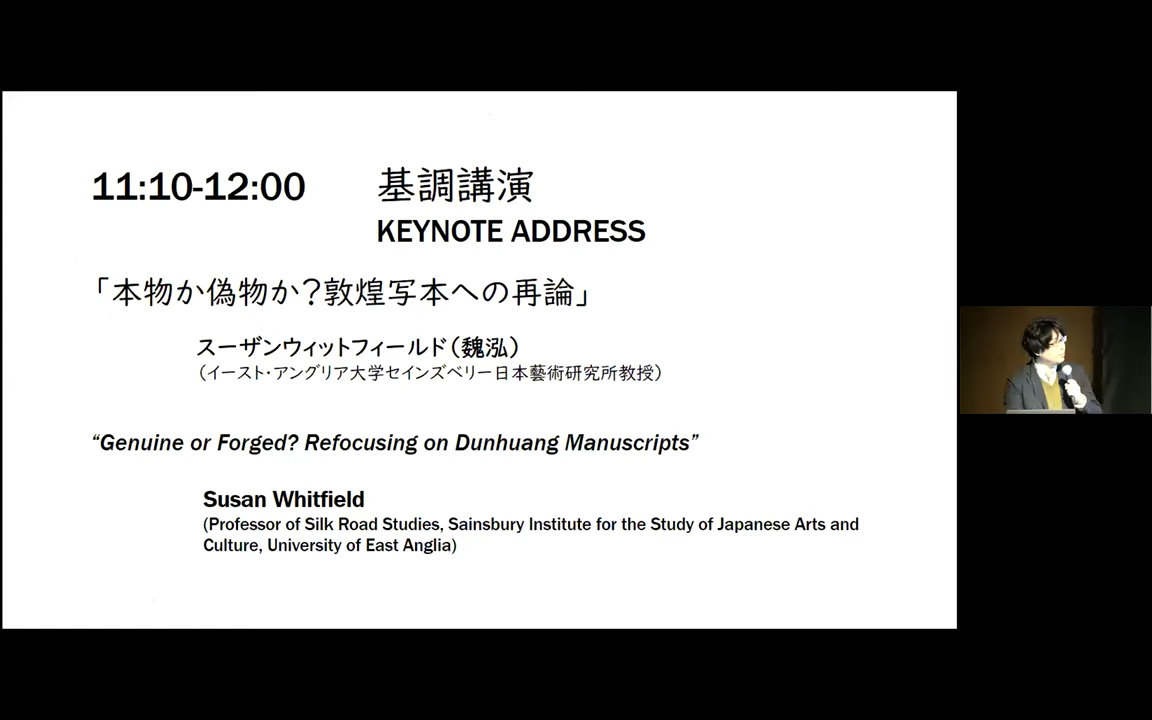 11:10-12:00 基調講演
KEYNOTE ADDRESS
「本物か偽物か?敦煌写本への再論」
スーザンウィットフィールド(魏泓)
(イースト・アングリア大学セインズベリー日本藝術研究所教授)
“Genuine or Forged? Refocusing on Dunhuang Manuscripts”
Susan Whitfield
(Professor of Silk Road Studies, Sainsbury Institute for the Study of Japanese Arts and
Culture, University of East Anglia)